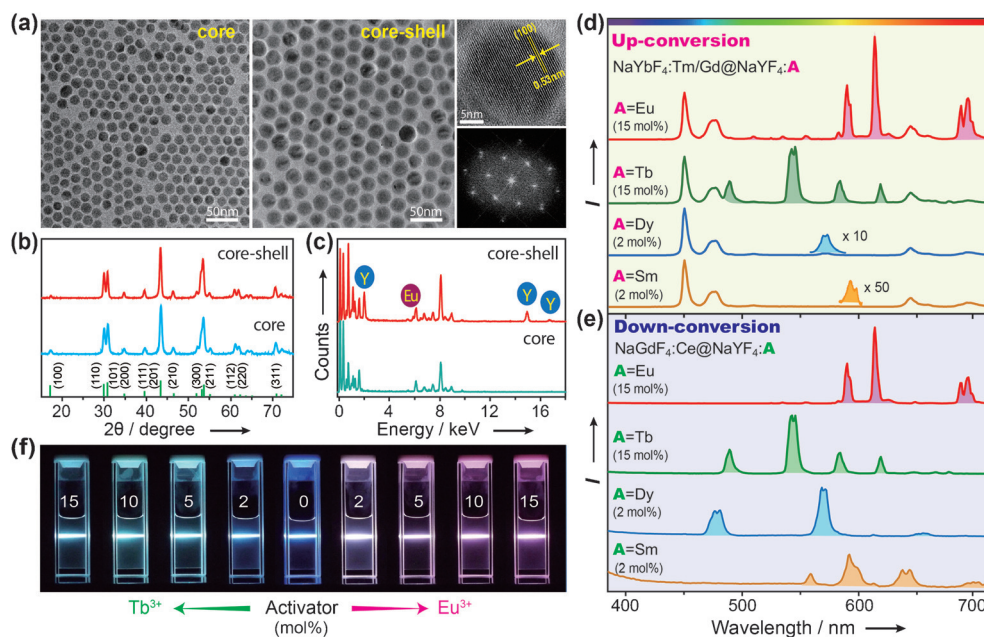 (a)
core
core-shell
(100)
0.53nm
5nm
50nm
50nm
(b)
core-shell
core
(100)
(110)
(101)
(200)
(111)
(201)
(210)
(300)
(211)
(112)
(220)
(311)
20 30 40 50 60 70
2θ / degree
(c)
Counts
core-shell
Y
Eu
Y
Y
core
0 4 8 12 16
Energy / keV
(d)
Up-conversion
NaYbF₄:Tm/Gd@NaYF₄:A
A=Eu
(15 mol%)
A=Tb
(15 mol%)
A=Dy
(2 mol%)
x 10
A=Sm
(2 mol%)
x 50
I
(e)
Down-conversion
NaGdF₄:Ce@NaYF₄:A
A=Eu
(15 mol%)
A=Tb
(15 mol%)
A=Dy
(2 mol%)
A=Sm
(2 mol%)
I
400 500 600 700
Wavelength / nm
(f)
15 10 5 2 0 2 5 10 15
Tb³⁺ Activator Eu³⁺
(mol%)